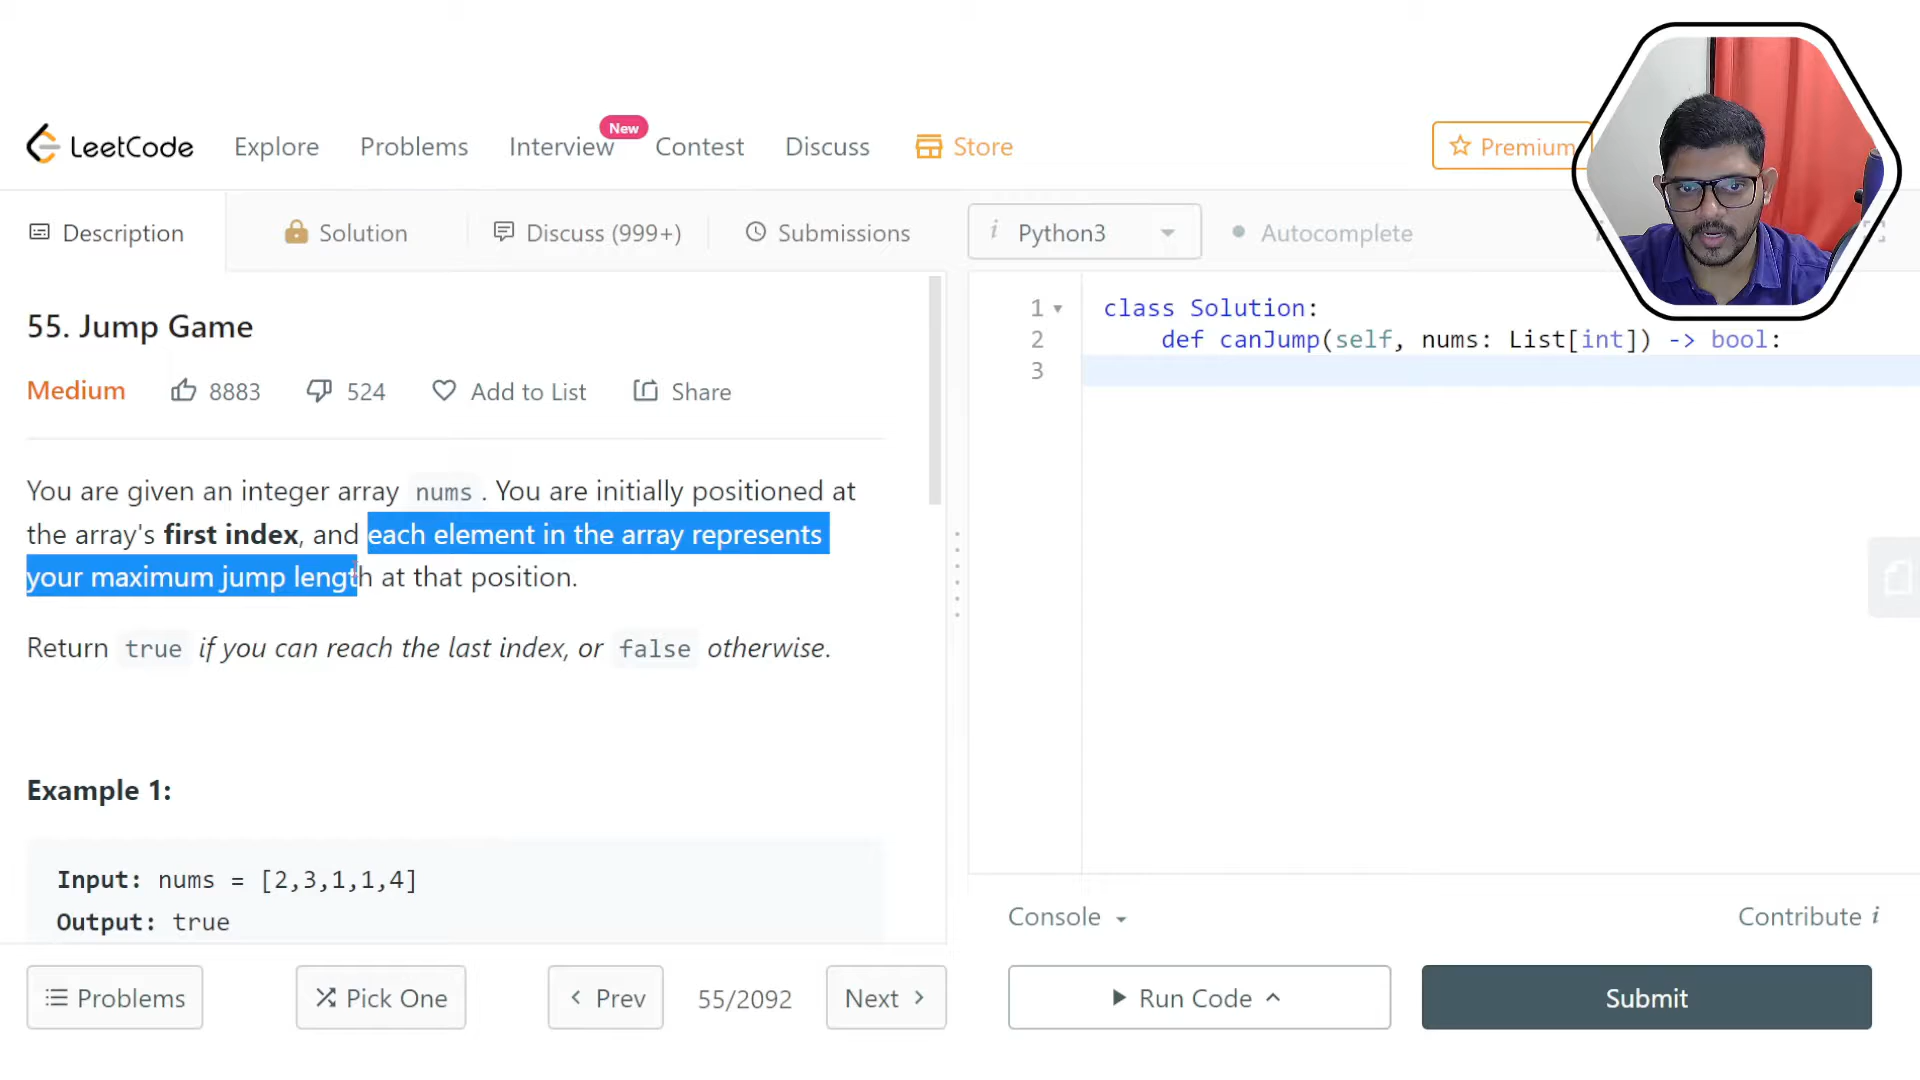 New
LeetCode Explore Problems Interview Contest Discuss Store Premium
Description Solution Discuss (999+) Submissions i Python3 Autocomplete
55. Jump Game
Medium 8883 524 Add to List Share
You are given an integer array nums . You are initially positioned at
the array's first index, and each element in the array represents
your maximum jump length at that position.
Return true if you can reach the last index, or false otherwise.
Example 1:
Input: nums = [2,3,1,1,4]
Output: true
1 class Solution:
2 def canJump(self, nums: List[int]) -> bool:
3
Console Contribute i
Problems Pick One Prev 55/2092 Next Run Code Submit